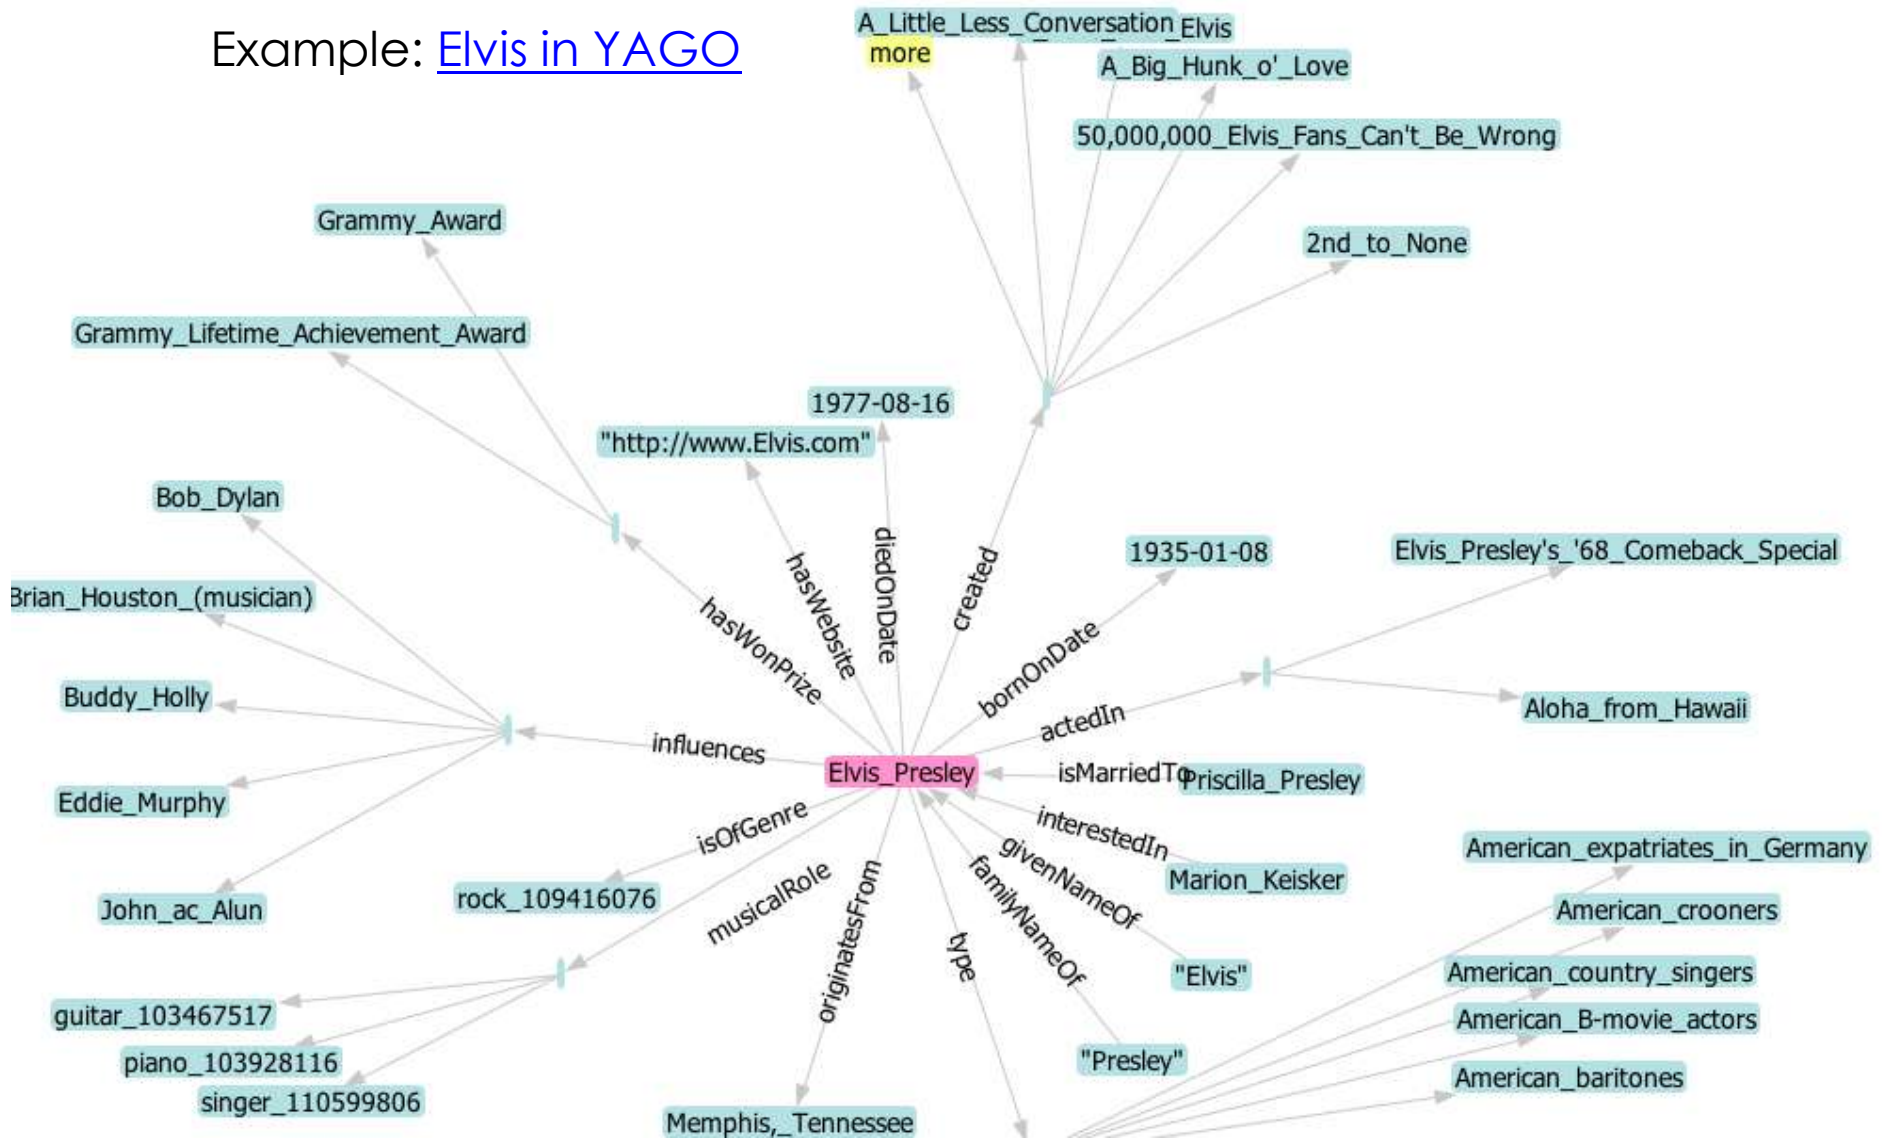 Example: Elvis in YAGO
A_Little_Less_Conversation
Elvis
more
A_Big_Hunk_o'_Love
50,000,000_Elvis_Fans_Can't_Be_Wrong
Grammy_Award
2nd_to_None
Grammy_Lifetime_Achievement_Award
1977-08-16
"http://www.Elvis.com"
Bob_Dylan
1935-01-08
Elvis_Presley's_'68_Comeback_Special
diedOnDate
created
hasWebsite
hasWonPrize
bornOnDate
Brian_Houston_(musician)
Buddy_Holly
Aloha_from_Hawaii
actedIn
influences
Elvis_Presley
isMarriedTo
Priscilla_Presley
Eddie_Murphy
isOfGenre
interestedIn
givenNameOf
familyNameOf
American_expatriates_in_Germany
Marion_Keisker
rock_109416076
musicalRole
originatesFrom
type
John_ac_Alun
American_crooners
"Elvis"
American_country_singers
guitar_103467517
American_B-movie_actors
piano_103928116
"Presley"
American_baritones
singer_110599806
Memphis,_Tennessee